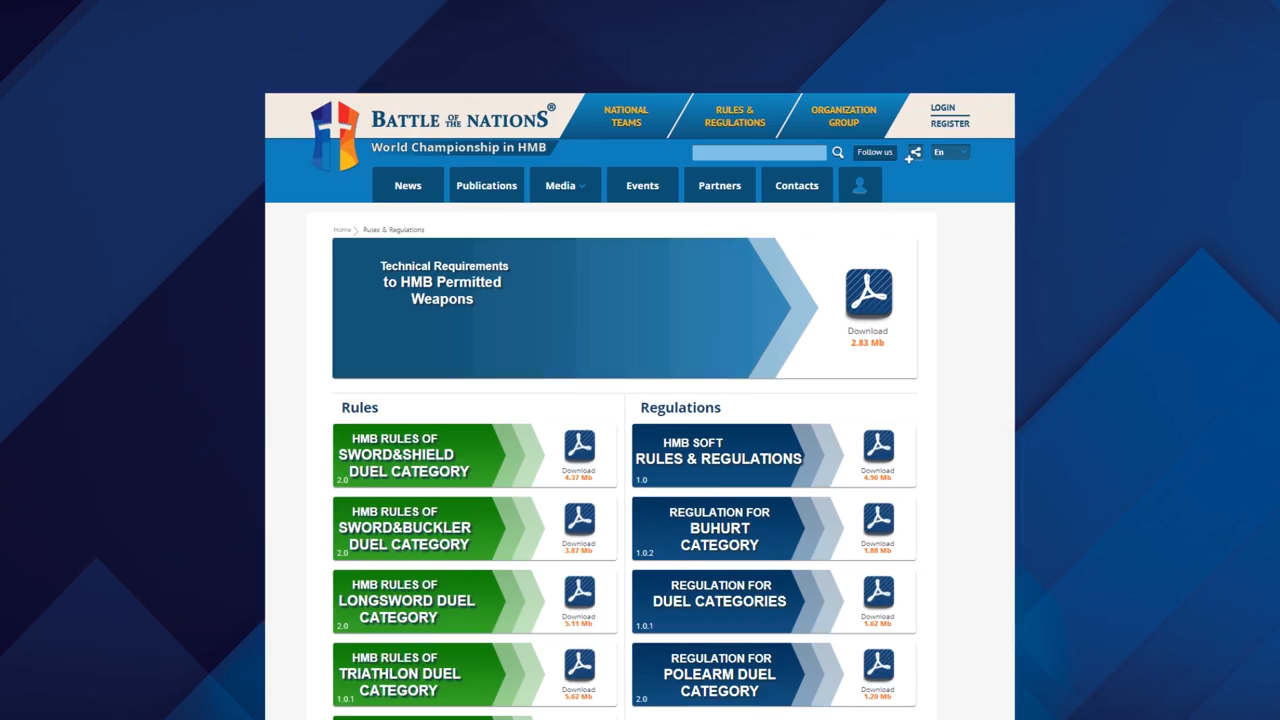 BATTLE OF THE NATIONS®
World Championship in HMB
NATIONAL
TEAMS
RULES &
REGULATIONS
ORGANIZATION
GROUP
LOGIN
REGISTER
Follow us
En
News
Publications
Media
Events
Partners
Contacts
Home
Rules & Regulations
Technical Requirements
to HMB Permitted
Weapons
Download
2.83 Mb
Rules
HMB RULES OF
SWORD&SHIELD
DUEL CATEGORY
2.0
Download
4.37 Mb
HMB RULES OF
SWORD&BUCKLER
DUEL CATEGORY
2.0
Download
3.87 Mb
HMB RULES OF
LONGSWORD DUEL
CATEGORY
2.0
Download
5.11 Mb
HMB RULES OF
TRIATHLON DUEL
CATEGORY
1.0.1
Download
5.62 Mb
Regulations
HMB SOFT
RULES & REGULATIONS
1.0
Download
4.96 Mb
REGULATION FOR
BUHURT
CATEGORY
1.0.2
Download
1.88 Mb
REGULATION FOR
DUEL CATEGORIES
1.0.1
Download
1.62 Mb
REGULATION FOR
POLEARM DUEL
CATEGORY
2.0
Download
1.20 Mb